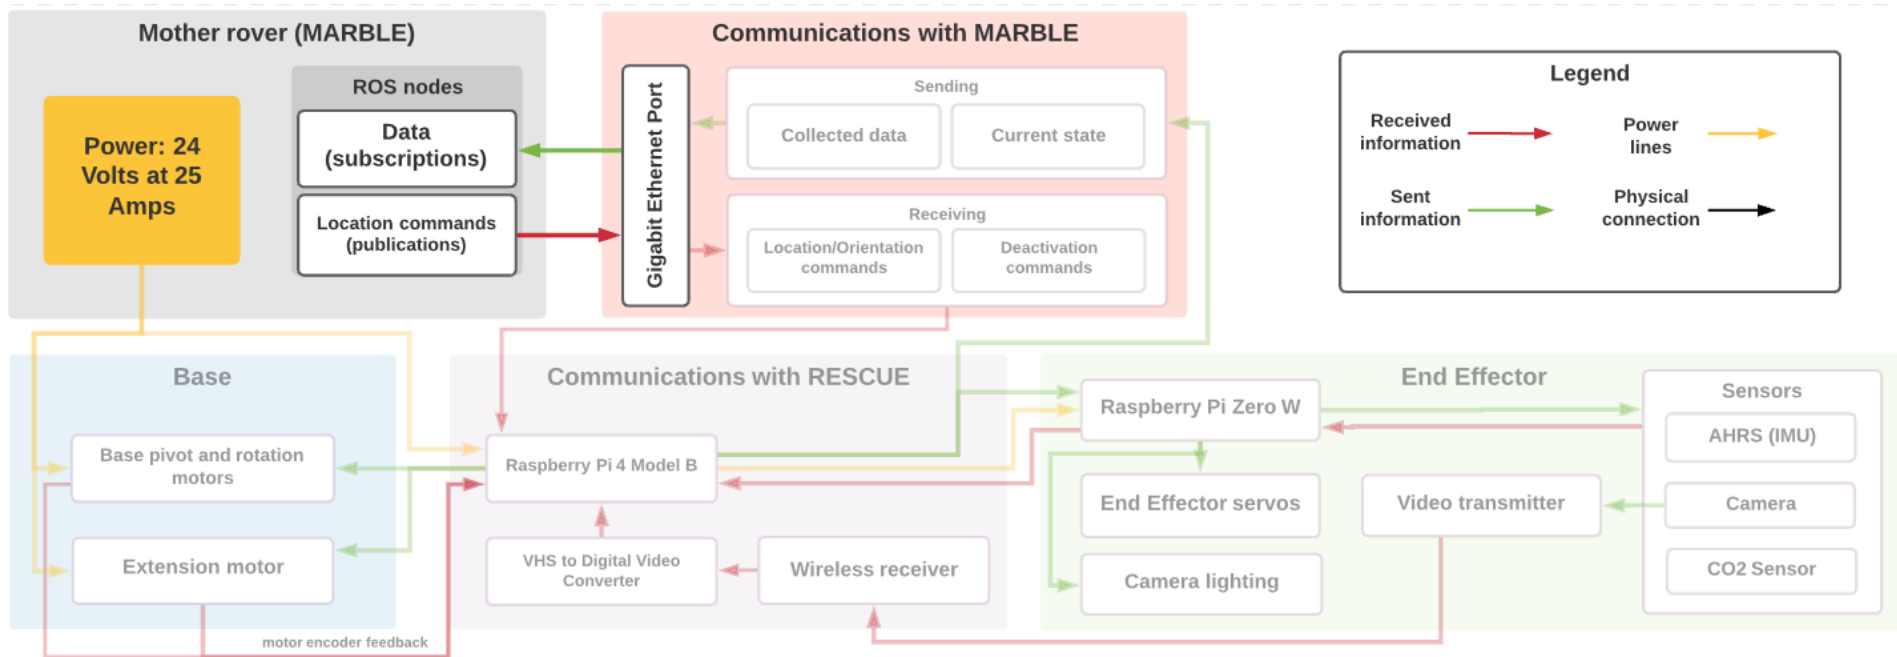 Mother rover (MARBLE)
Power: 24
Volts at 25
Amps
ROS nodes
Data
(subscriptions)
Location commands
(publications)
Communications with MARBLE
Gigabit Ethernet Port
Sending
Collected data
Current state
Receiving
Location/Orientation
commands
Deactivation
commands
Legend
Received
information
Power
lines
Sent
information
Physical
connection
Base
Base pivot and rotation
motors
Extension motor
motor encoder feedback
Communications with RESCUE
Raspberry Pi 4 Model B
VHS to Digital Video
Converter
Wireless receiver
End Effector
Raspberry Pi Zero W
End Effector servos
Camera lighting
Video transmitter
Sensors
AHRS (IMU)
Camera
CO2 Sensor